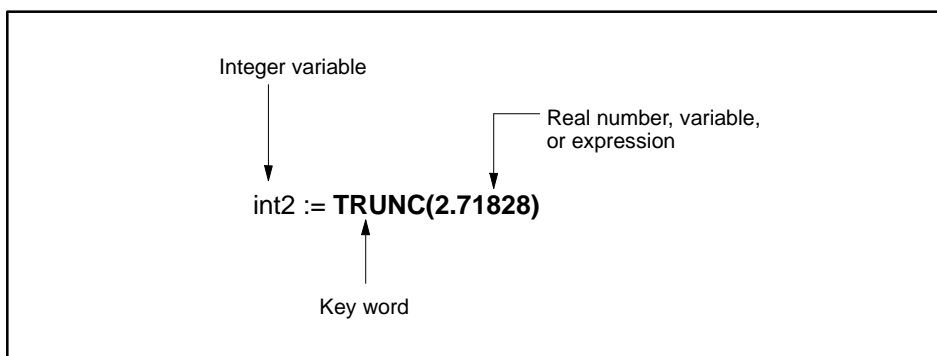 Integer variable
Real number, variable,
or expression
int2 := TRUNC(2.71828)
Key word